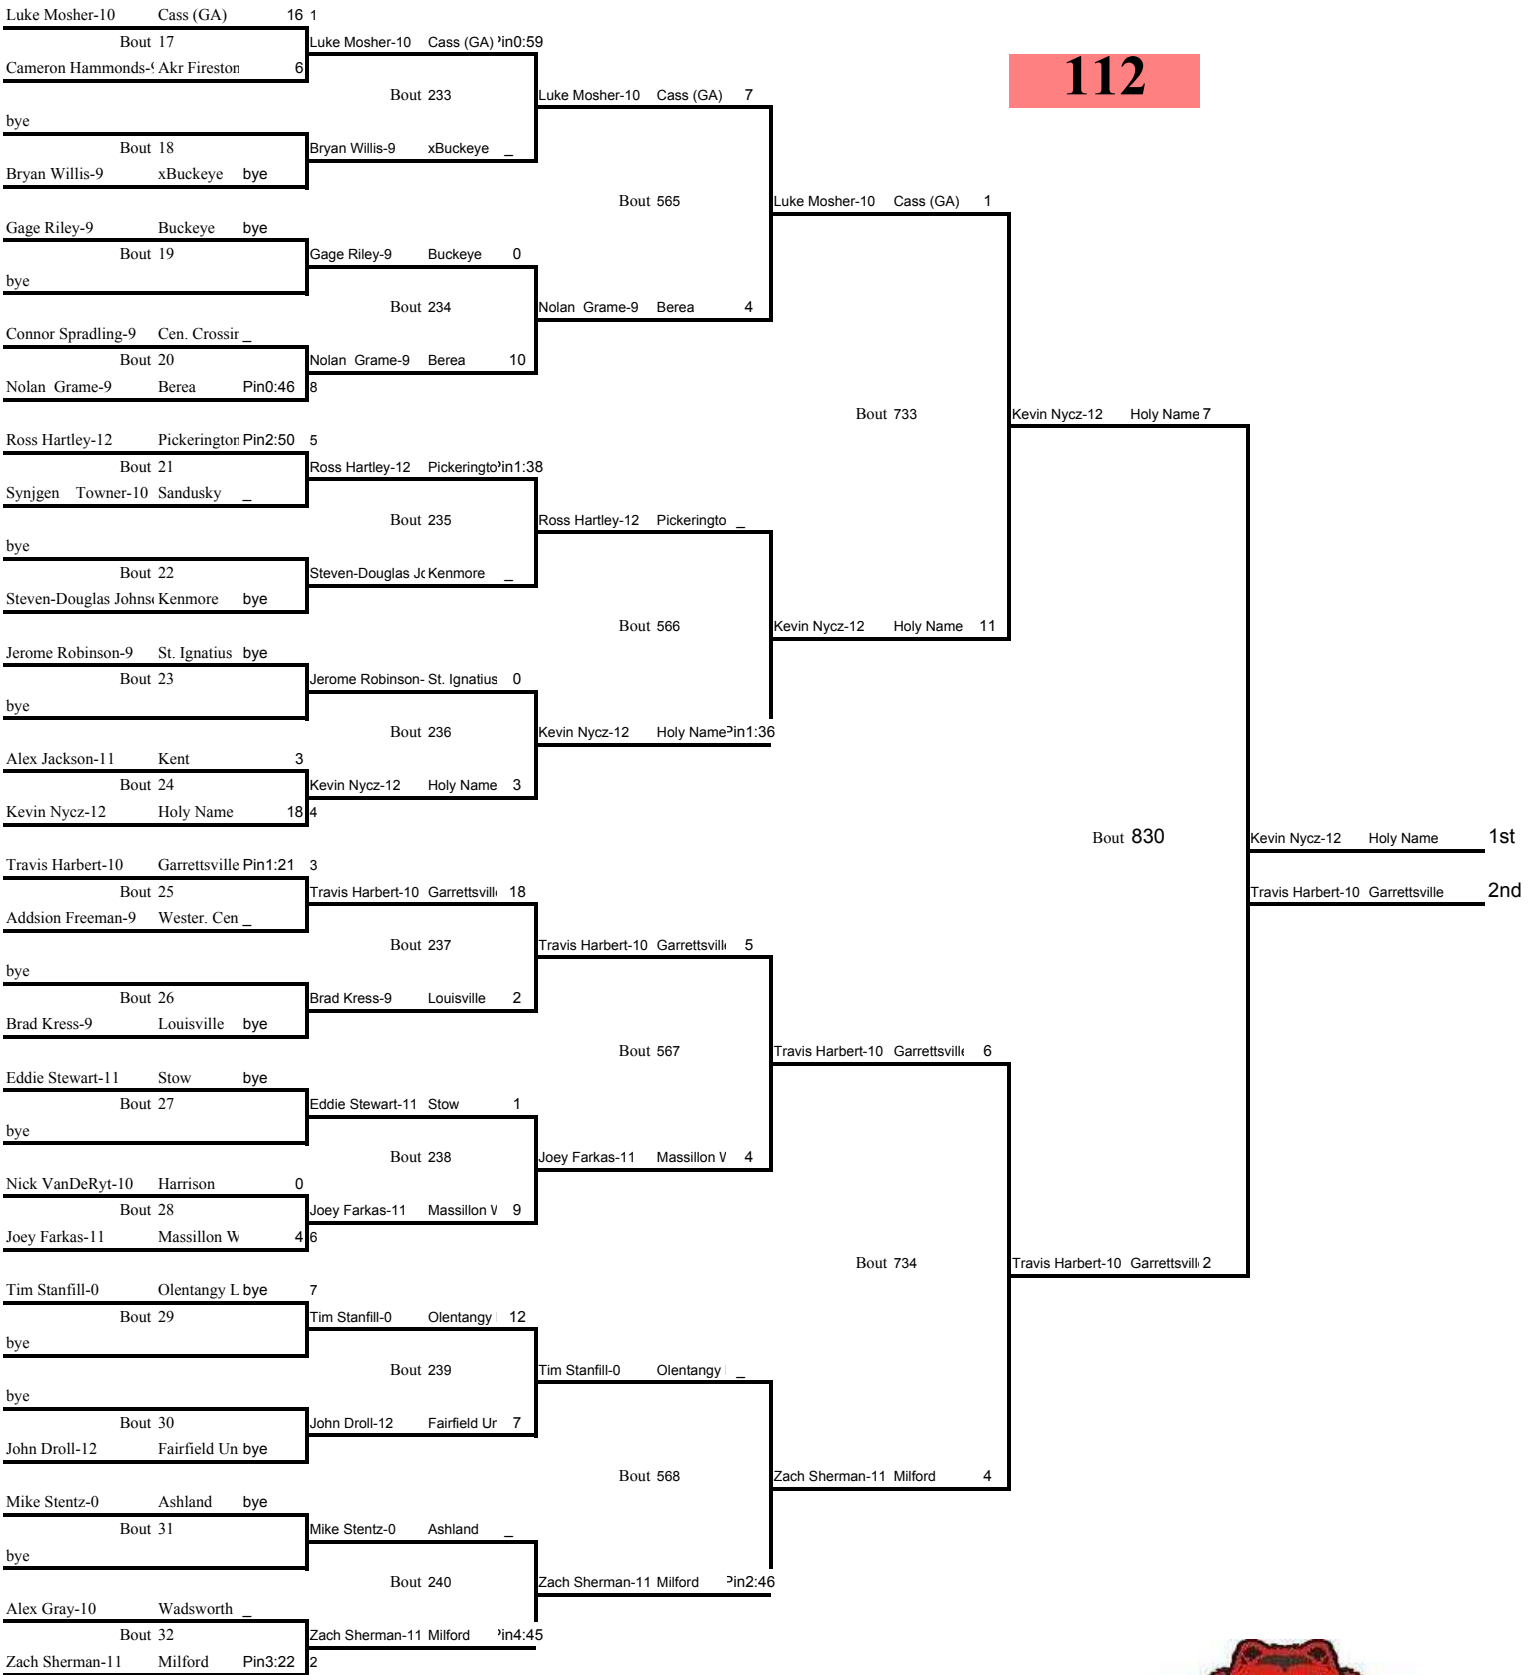 Luke Mosher-10 Cass (GA) 16 1
Bout 17 Luke Mosher-10 Cass (GA) Pin0:59
112
Cameron Hammonds-9 Akr Fireston 6
Bout 233 Luke Mosher-10 Cass (GA) 7
bye
Bout 18 Bryan Willis-9 xBuckeye _
Bryan Willis-9 xBuckeye bye
Bout 565 Luke Mosher-10 Cass (GA) 1
Gage Riley-9 Buckeye bye
Bout 19 Gage Riley-9 Buckeye 0
bye
Bout 234 Nolan Grame-9 Berea 4
Connor Spradling-9 Cen. Crossin _
Bout 20 Nolan Grame-9 Berea 10
Nolan Grame-9 Berea Pin0:46 8
Bout 733 Kevin Nycz-12 Holy Name 7
Ross Hartley-12 Pickerington Pin2:50 5
Bout 21 Ross Hartley-12 Pickeringto Pin1:38
Synjgen Towner-10 Sandusky _
Bout 235 Ross Hartley-12 Pickeringto _
bye
Bout 22 Steven-Douglas Jo Kenmore _
Steven-Douglas Johnso Kenmore bye
Bout 566 Kevin Nycz-12 Holy Name 11
Jerome Robinson-9 St. Ignatius bye
Bout 23 Jerome Robinson- St. Ignatius 0
bye
Bout 236 Kevin Nycz-12 Holy Name Pin1:36
Alex Jackson-11 Kent 3
Bout 24 Kevin Nycz-12 Holy Name 3
Kevin Nycz-12 Holy Name 18 4
Bout 830 Kevin Nycz-12 Holy Name 1st
Travis Harbert-10 Garrettsville Pin1:21 3
Bout 25 Travis Harbert-10 Garrettsville 18
Travis Harbert-10 Garrettsville 2nd
Addsion Freeman-9 Wester. Cen _
Bout 237 Travis Harbert-10 Garrettsville 5
bye
Bout 26 Brad Kress-9 Louisville 2
Brad Kress-9 Louisville bye
Bout 567 Travis Harbert-10 Garrettsville 6
Eddie Stewart-11 Stow bye
Bout 27 Eddie Stewart-11 Stow 1
bye
Bout 238 Joey Farkas-11 Massillon W 4
Nick VanDeRyt-10 Harrison 0
Bout 28 Joey Farkas-11 Massillon W 9
Joey Farkas-11 Massillon W 4 6
Bout 734 Travis Harbert-10 Garrettsville 2
Tim Stanfill-0 Olentangy L bye 7
Bout 29 Tim Stanfill-0 Olentangy 12
bye
Bout 239 Tim Stanfill-0 Olentangy _
bye
Bout 30 John Droll-12 Fairfield Un 7
John Droll-12 Fairfield Un bye
Bout 568 Zach Sherman-11 Milford 4
Mike Stentz-0 Ashland bye
Bout 31 Mike Stentz-0 Ashland _
bye
Bout 240 Zach Sherman-11 Milford Pin2:46
Alex Gray-10 Wadsworth _
Bout 32 Zach Sherman-11 Milford Pin4:45
Zach Sherman-11 Milford Pin3:22 2